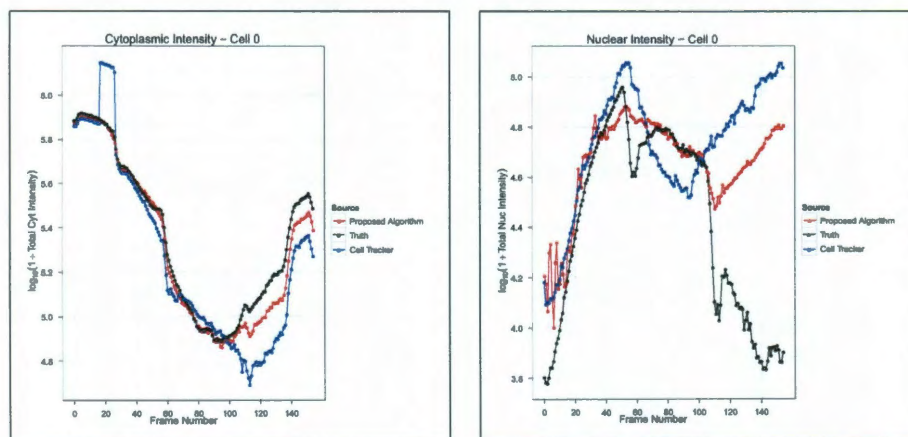 Cytoplasmic Intensity – Cell 0
6.0
5.8
5.6
5.4
5.2
5.0
4.8
log10(1 + Total Cyt Intensity)
0 20 40 60 80 100 120 140
Frame Number
Source
Proposed Algorithm
Truth
Cell Tracker
Nuclear Intensity – Cell 0
5.0
4.8
4.6
4.4
4.2
4.0
3.8
log10(1 + Total Nuc Intensity)
0 20 40 60 80 100 120 140
Frame Number
Source
Proposed Algorithm
Truth
Cell Tracker